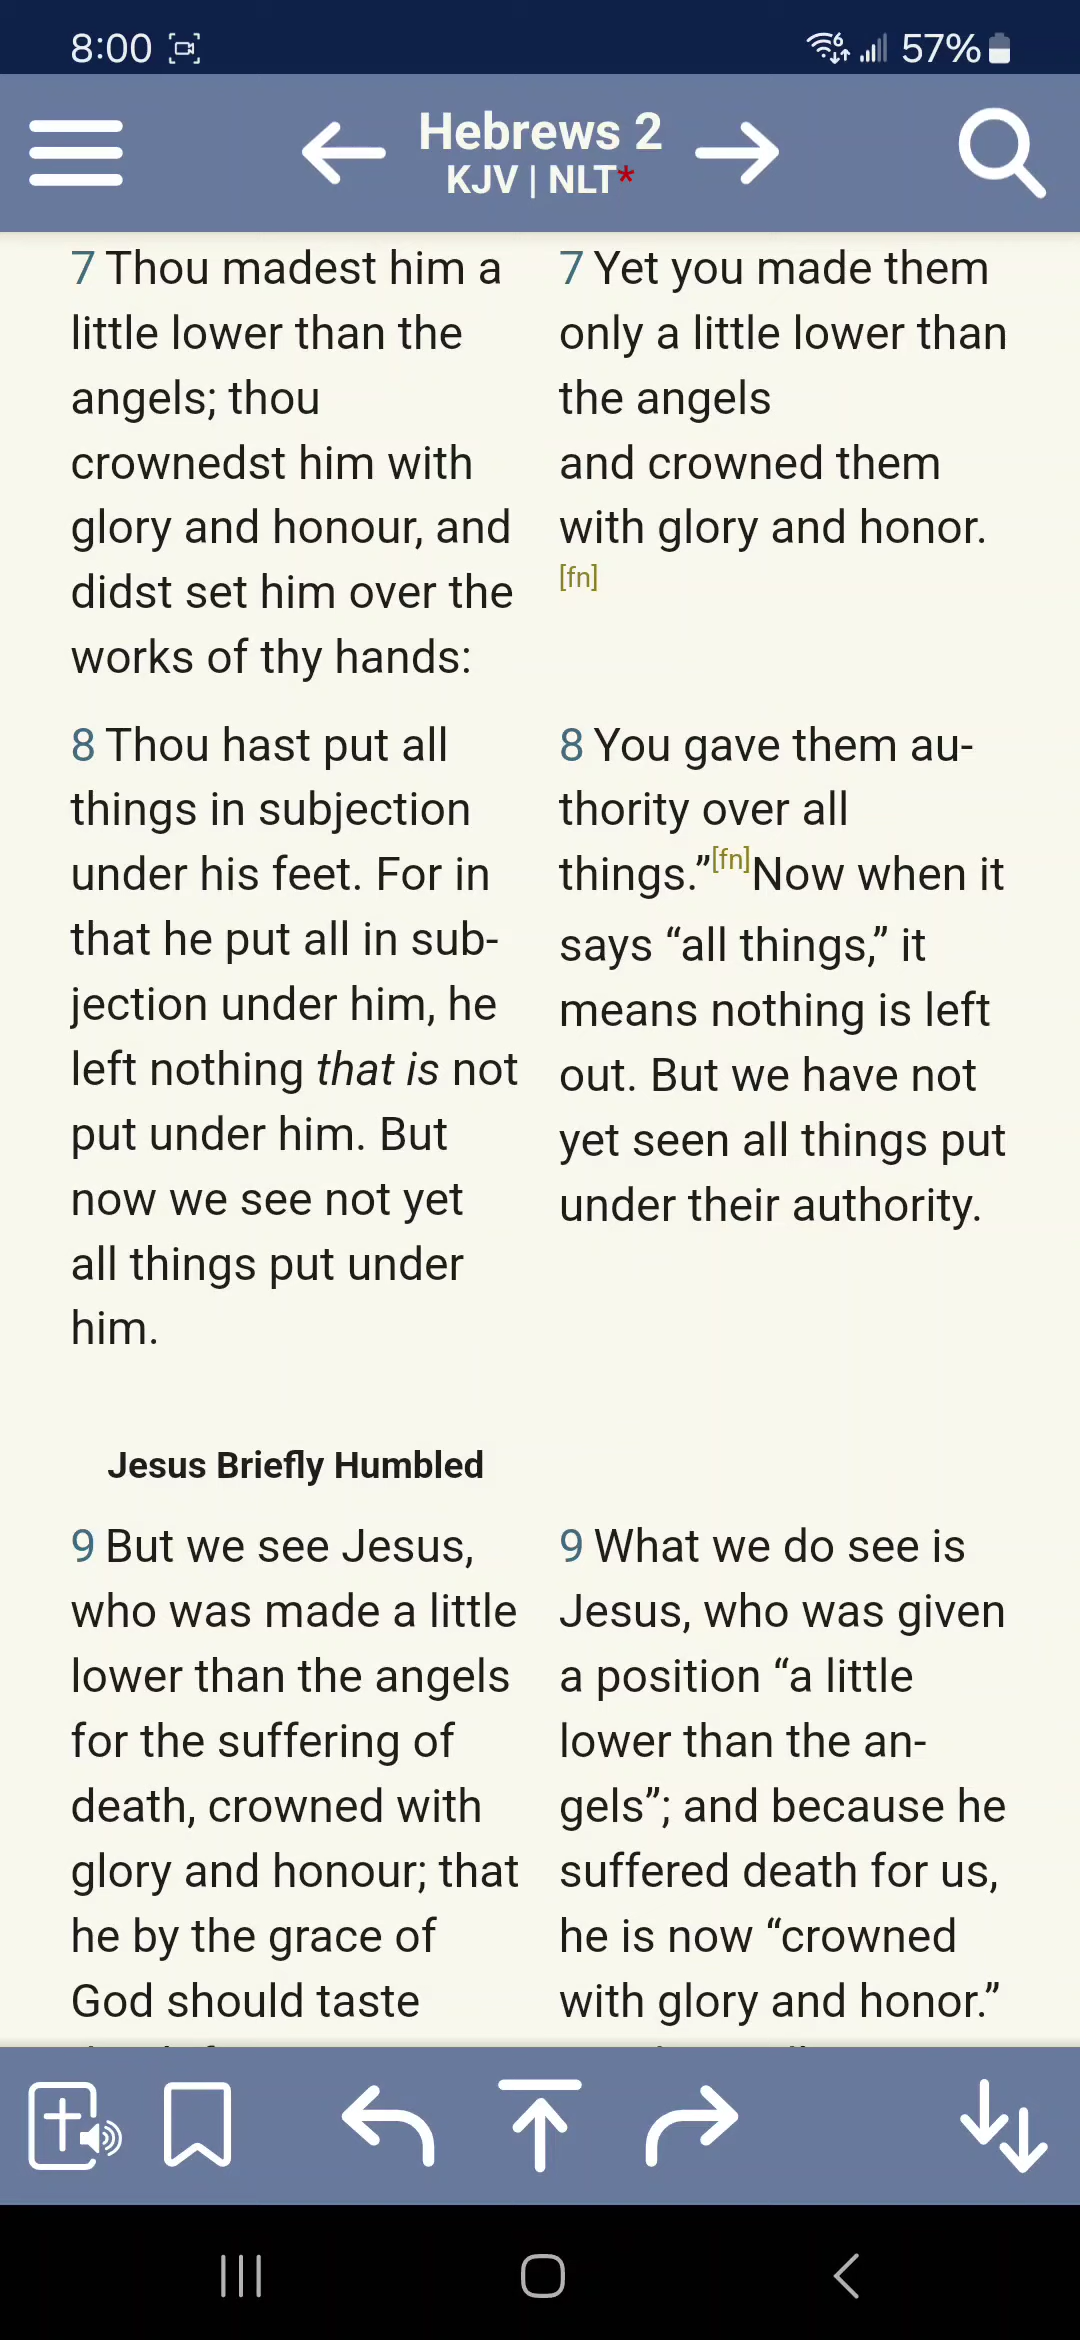 8:00
6 57%
Hebrews 2
KJV | NLT*
7 Thou madest him a
little lower than the
angels; thou
crownedst him with
glory and honour, and
didst set him over the
works of thy hands:
7 Yet you made them
only a little lower than
the angels
and crowned them
with glory and honor.
[fn]
8 Thou hast put all
things in subjection
under his feet. For in
that he put all in sub-
jection under him, he
left nothing that is not
put under him. But
now we see not yet
all things put under
him.
8 You gave them au-
thority over all
things.”[fn]Now when it
says “all things,” it
means nothing is left
out. But we have not
yet seen all things put
under their authority.
Jesus Briefly Humbled
9 But we see Jesus,
who was made a little
lower than the angels
for the suffering of
death, crowned with
glory and honour; that
he by the grace of
God should taste
9 What we do see is
Jesus, who was given
a position “a little
lower than the an-
gels”; and because he
suffered death for us,
he is now “crowned
with glory and honor.”